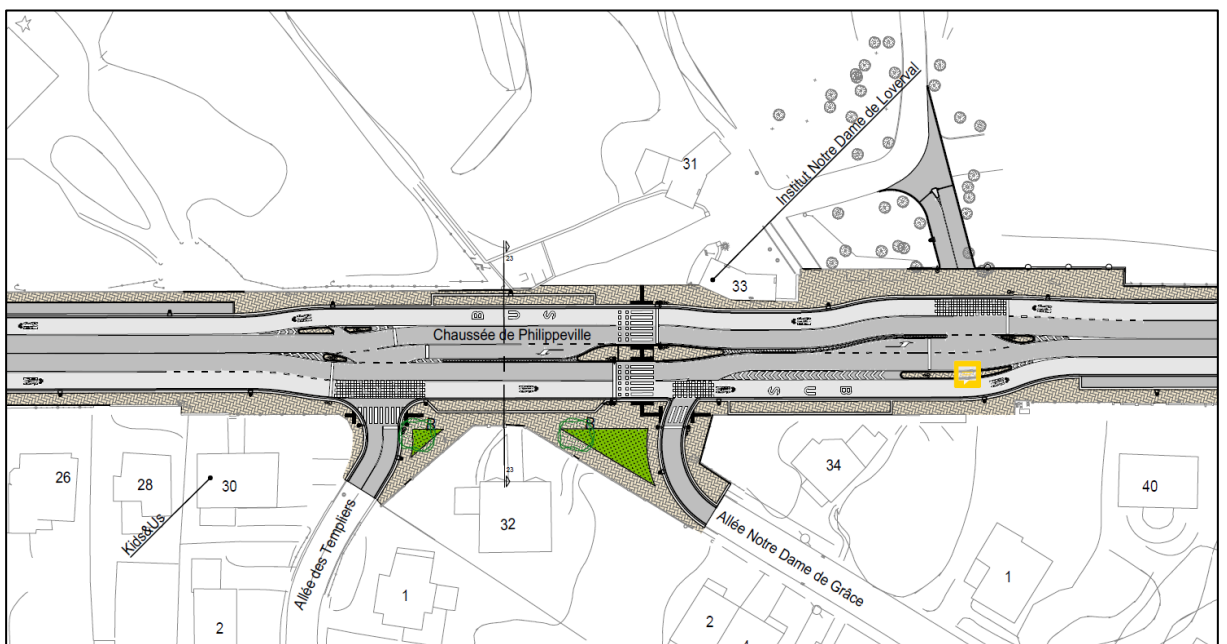 31
Institut Notre Dame de Loverval
23
33
BUS
Chaussée de Philippeville
BUS
26
28
30
Kids&Us
32
23
34
40
Allée des Templiers
Allée Notre Dame de Grâce
1
1
2
2